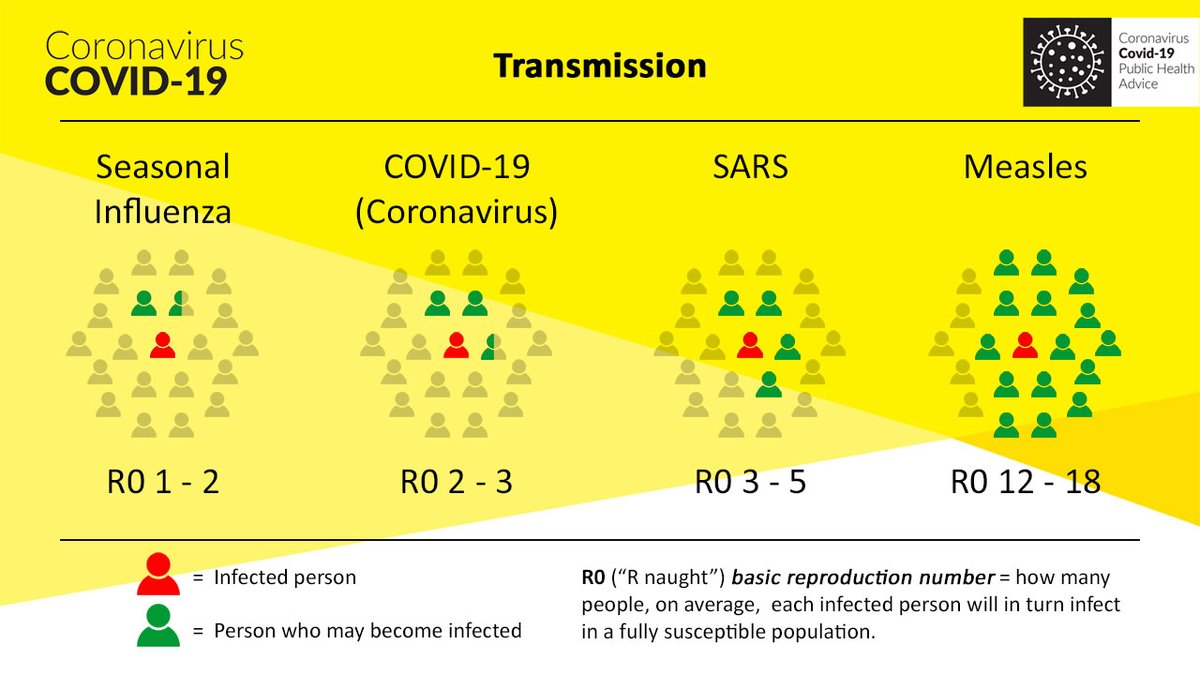 Coronavirus
COVID-19
Transmission
Coronavirus
Covid-19
Public Health
Advice
Seasonal
Influenza
COVID-19
(Coronavirus)
SARS
Measles
R0 1 - 2
R0 2 - 3
R0 3 - 5
R0 12 - 18
= Infected person
= Person who may become infected
R0 (“R naught”) basic reproduction number = how many
people, on average, each infected person will in turn infect
in a fully susceptible population.